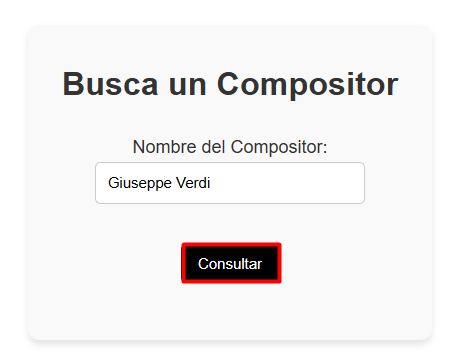 Busca un Compositor
Nombre del Compositor:
Giuseppe Verdi
Consultar